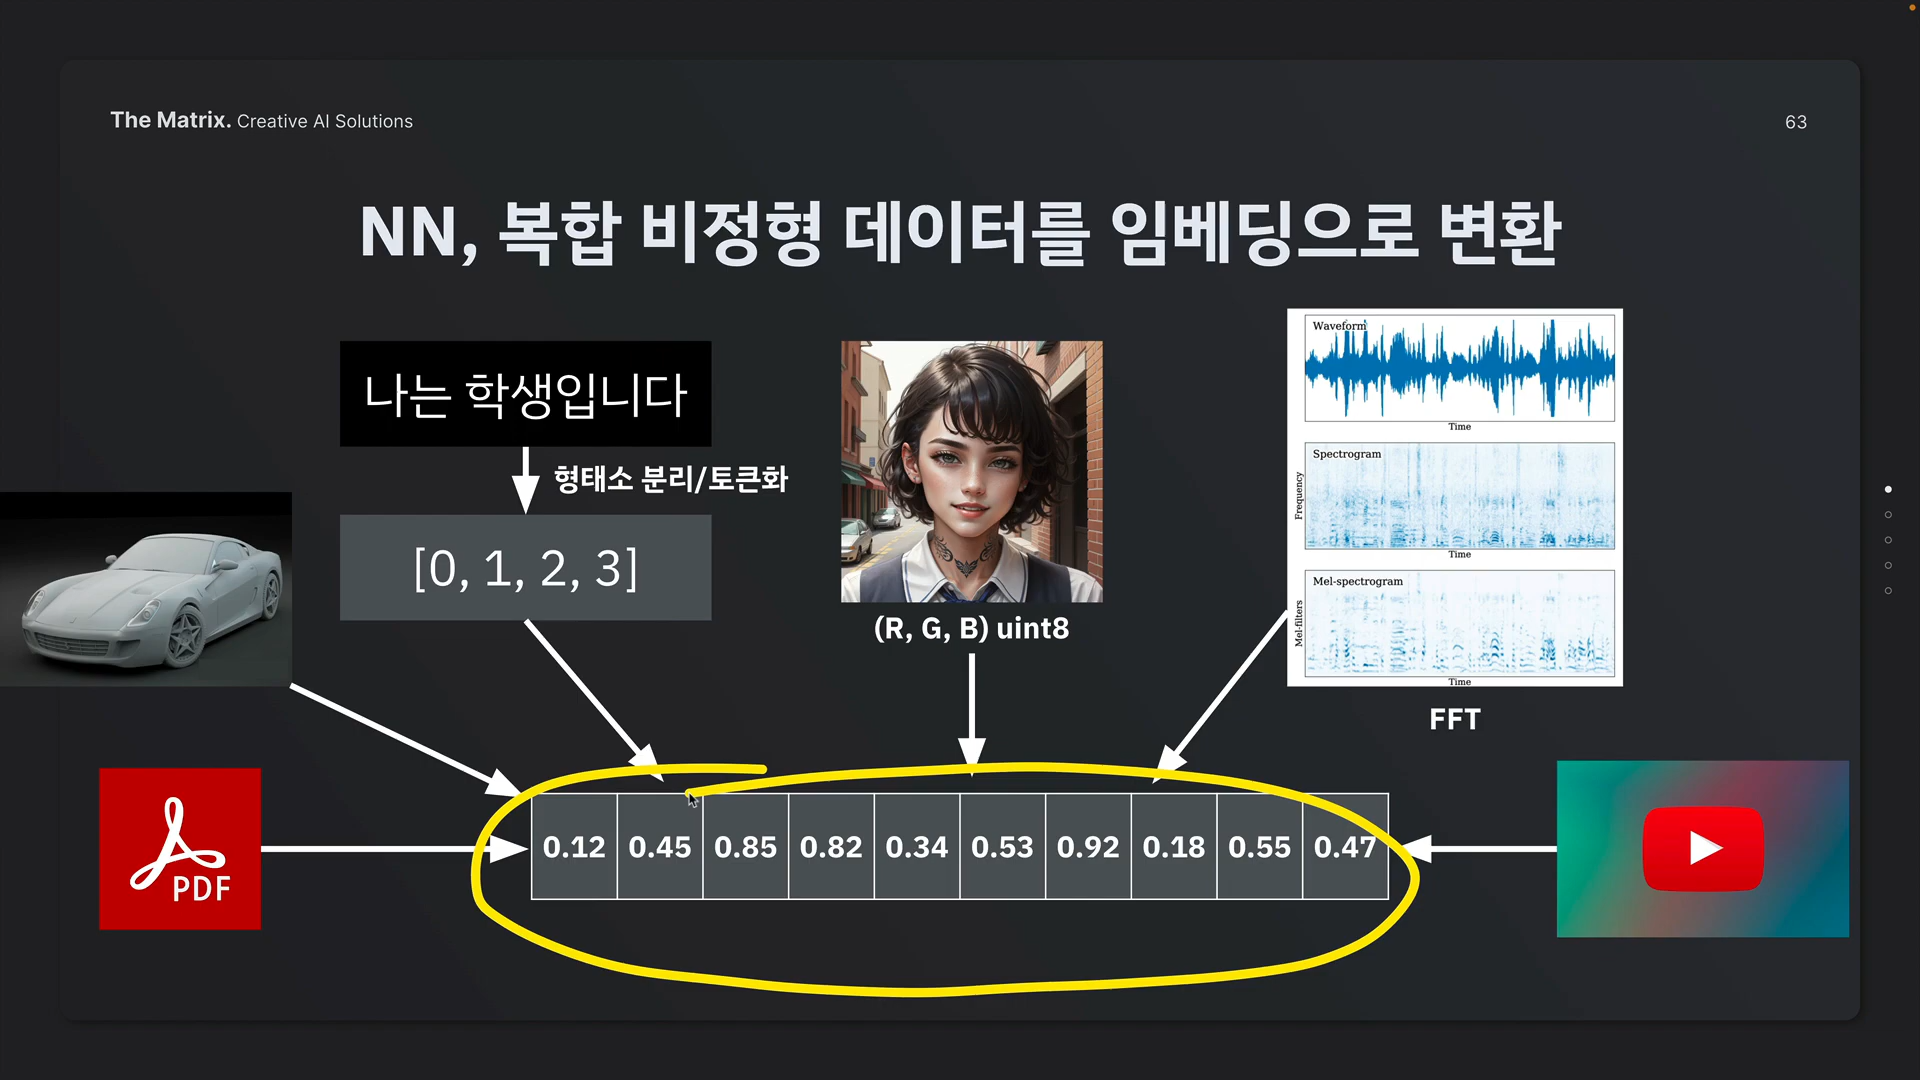 The Matrix. Creative AI Solutions
63
NN, 복합 비정형 데이터를 임베딩으로 변환
나는 학생입니다
형태소 분리/토큰화
[0, 1, 2, 3]
(R, G, B) uint8
Waveform
Time
Spectrogram
Frequency
Time
Mel-spectrogram
Mel-filters
Time
FFT
PDF
0.12 0.45 0.85 0.82 0.34 0.53 0.92 0.18 0.55 0.47